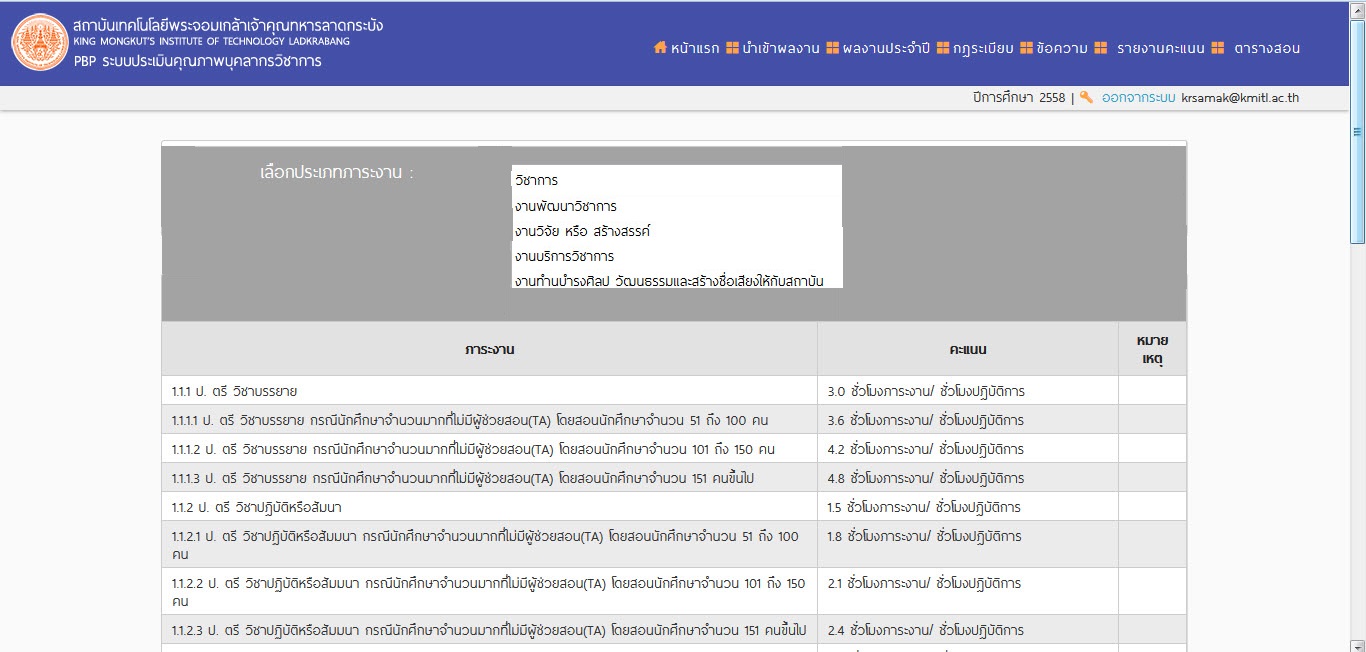 สถาบันเทคโนโลยีพระจอมเกล้าเจ้าคุณทหารลาดกระบัง
KING MONGKUT'S INSTITUTE OF TECHNOLOGY LADKRABANG
PBP ระบบประเมินคุณภาพบุคลากรวิชาการ
หน้าแรก นำเข้าผลงาน ผลงานประจำปี กฎระเบียบ ข้อความ รายงานคะแนน ตารางสอน
ปีการศึกษา 2558 | ออกจากระบบ krsamak@kmitl.ac.th
เลือกประเภทภาระงาน :
วิชาการ
งานพัฒนาวิชาการ
งานวิจัย หรือ สร้างสรรค์
งานบริการวิชาการ
งานทำนุบำรุงศิลป วัฒนธรรมและสร้างชื่อเสียงให้กับสถาบัน
ภาระงาน คะแนน หมายเหตุ
1.1.1 ป. ตรี วิชาบรรยาย 3.0 ชั่วโมงภาระงาน/ ชั่วโมงปฏิบัติการ
1.1.1.1 ป. ตรี วิชาบรรยาย กรณีนักศึกษาจำนวนมากที่ไม่มีผู้ช่วยสอน(TA) โดยสอนนักศึกษาจำนวน 51 ถึง 100 คน 3.6 ชั่วโมงภาระงาน/ ชั่วโมงปฏิบัติการ
1.1.1.2 ป. ตรี วิชาบรรยาย กรณีนักศึกษาจำนวนมากที่ไม่มีผู้ช่วยสอน(TA) โดยสอนนักศึกษาจำนวน 101 ถึง 150 คน 4.2 ชั่วโมงภาระงาน/ ชั่วโมงปฏิบัติการ
1.1.1.3 ป. ตรี วิชาบรรยาย กรณีนักศึกษาจำนวนมากที่ไม่มีผู้ช่วยสอน(TA) โดยสอนนักศึกษาจำนวน 151 คนขึ้นไป 4.8 ชั่วโมงภาระงาน/ ชั่วโมงปฏิบัติการ
1.1.2 ป. ตรี วิชาปฏิบัติหรือสัมนา 1.5 ชั่วโมงภาระงาน/ ชั่วโมงปฏิบัติการ
1.1.2.1 ป. ตรี วิชาปฏิบัติหรือสัมมนา กรณีนักศึกษาจำนวนมากที่ไม่มีผู้ช่วยสอน(TA) โดยสอนนักศึกษาจำนวน 51 ถึง 100 1.8 ชั่วโมงภาระงาน/ ชั่วโมงปฏิบัติการ
คน
1.1.2.2 ป. ตรี วิชาปฏิบัติหรือสัมมนา กรณีนักศึกษาจำนวนมากที่ไม่มีผู้ช่วยสอน(TA) โดยสอนนักศึกษาจำนวน 101 ถึง 150 2.1 ชั่วโมงภาระงาน/ ชั่วโมงปฏิบัติการ
คน
1.1.2.3 ป. ตรี วิชาปฏิบัติหรือสัมมนา กรณีนักศึกษาจำนวนมากที่ไม่มีผู้ช่วยสอน(TA) โดยสอนนักศึกษาจำนวน 151 คนขึ้นไป 2.4 ชั่วโมงภาระงาน/ ชั่วโมงปฏิบัติการ